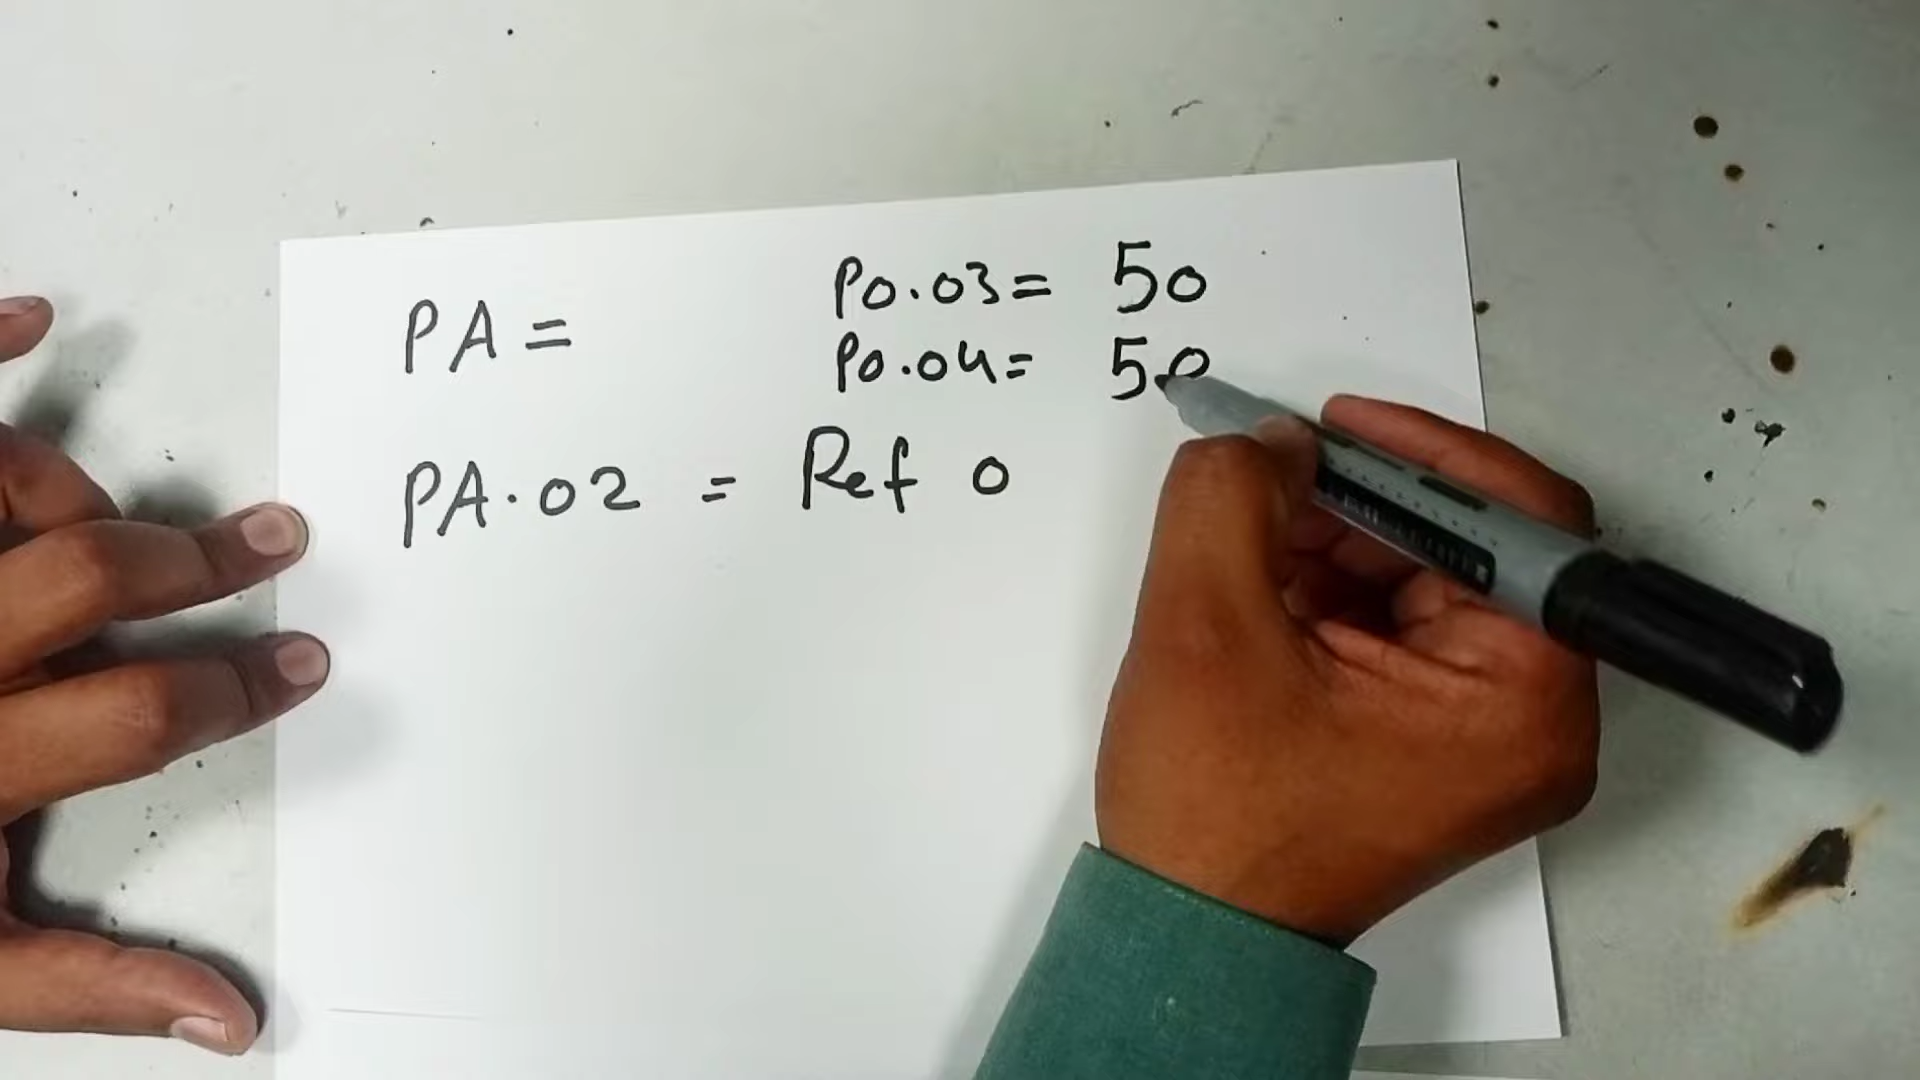 PA =
P0.03 = 50
P0.04 = 50
PA.02 = Ref 0